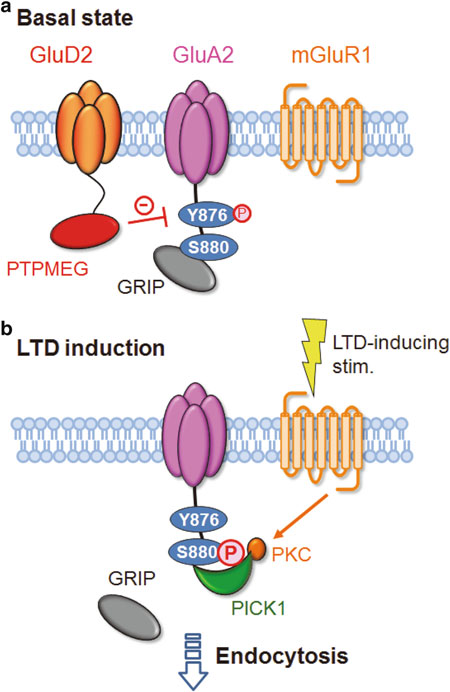 a
Basal state
GluD2 GluA2 mGluR1
−
Y876 P
S880
PTPMEG
GRIP
b
LTD induction
LTD-inducing
stim.
Y876
S880 P
PKC
GRIP
PICK1
Endocytosis